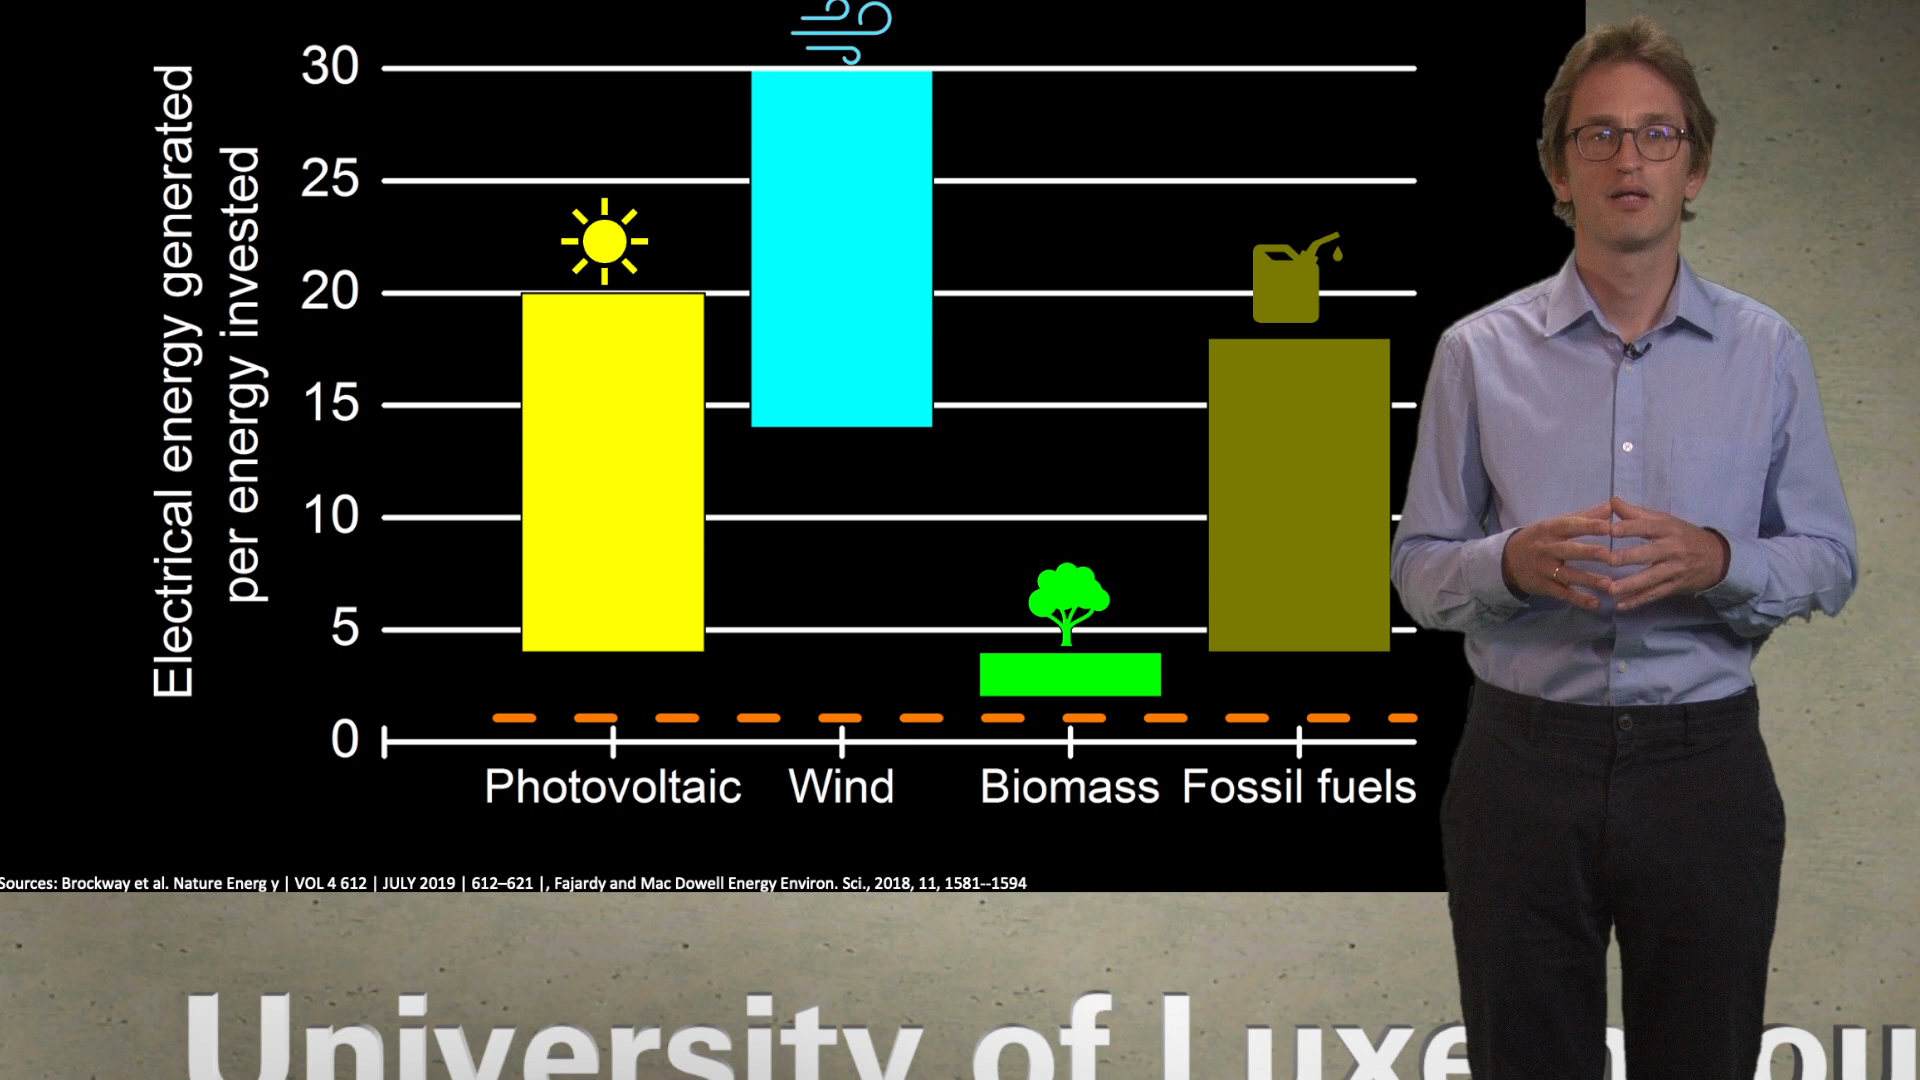 Electrical energy generated
per energy invested
30
25
20
15
10
5
0
Photovoltaic
Wind
Biomass
Fossil fuels
Sources: Brockway et al. Nature Energ y | VOL 4 612 | JULY 2019 | 612–621 |, Fajardy and Mac Dowell Energy Environ. Sci., 2018, 11, 1581--1594
University of